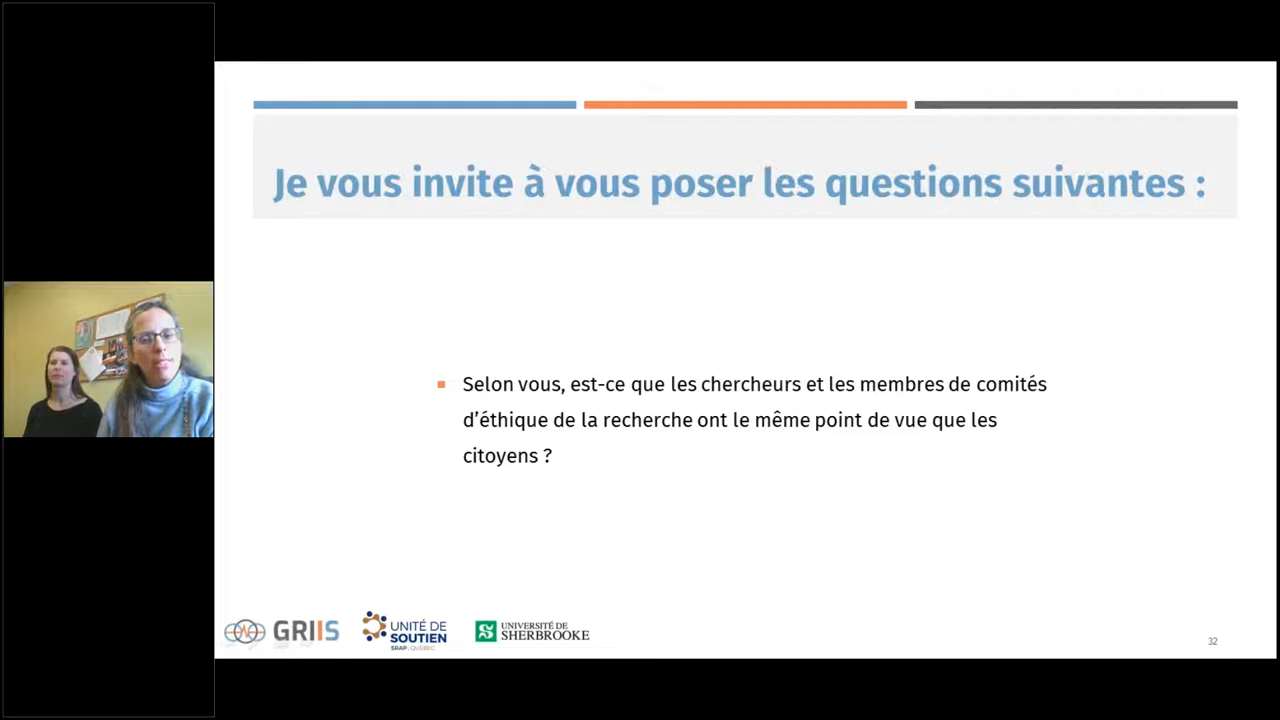 Je vous invite à vous poser les questions suivantes :
Selon vous, est-ce que les chercheurs et les membres de comités
d'éthique de la recherche ont le même point de vue que les
citoyens ?
GRIIS
UNITÉ DE
SOUTIEN
SRAP QUÉBEC
UNIVERSITÉ DE
SHERBROOKE
32